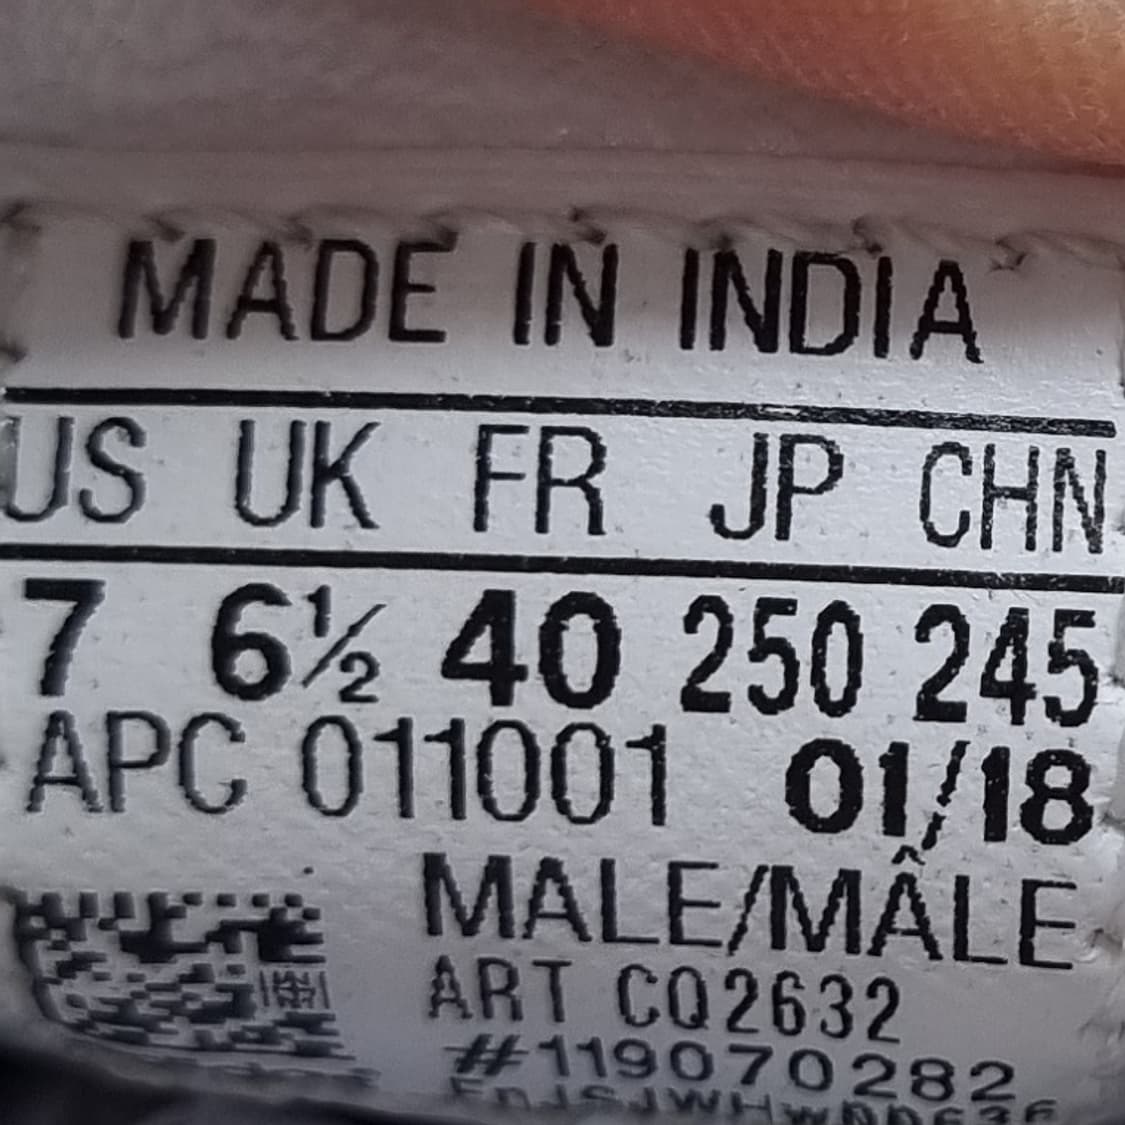 MADE IN INDIA
US UK FR JP CHN
7 6½ 40 250 245
APC 011001 01/18
MALE/MÂLE
ART CQ2632
#119070282